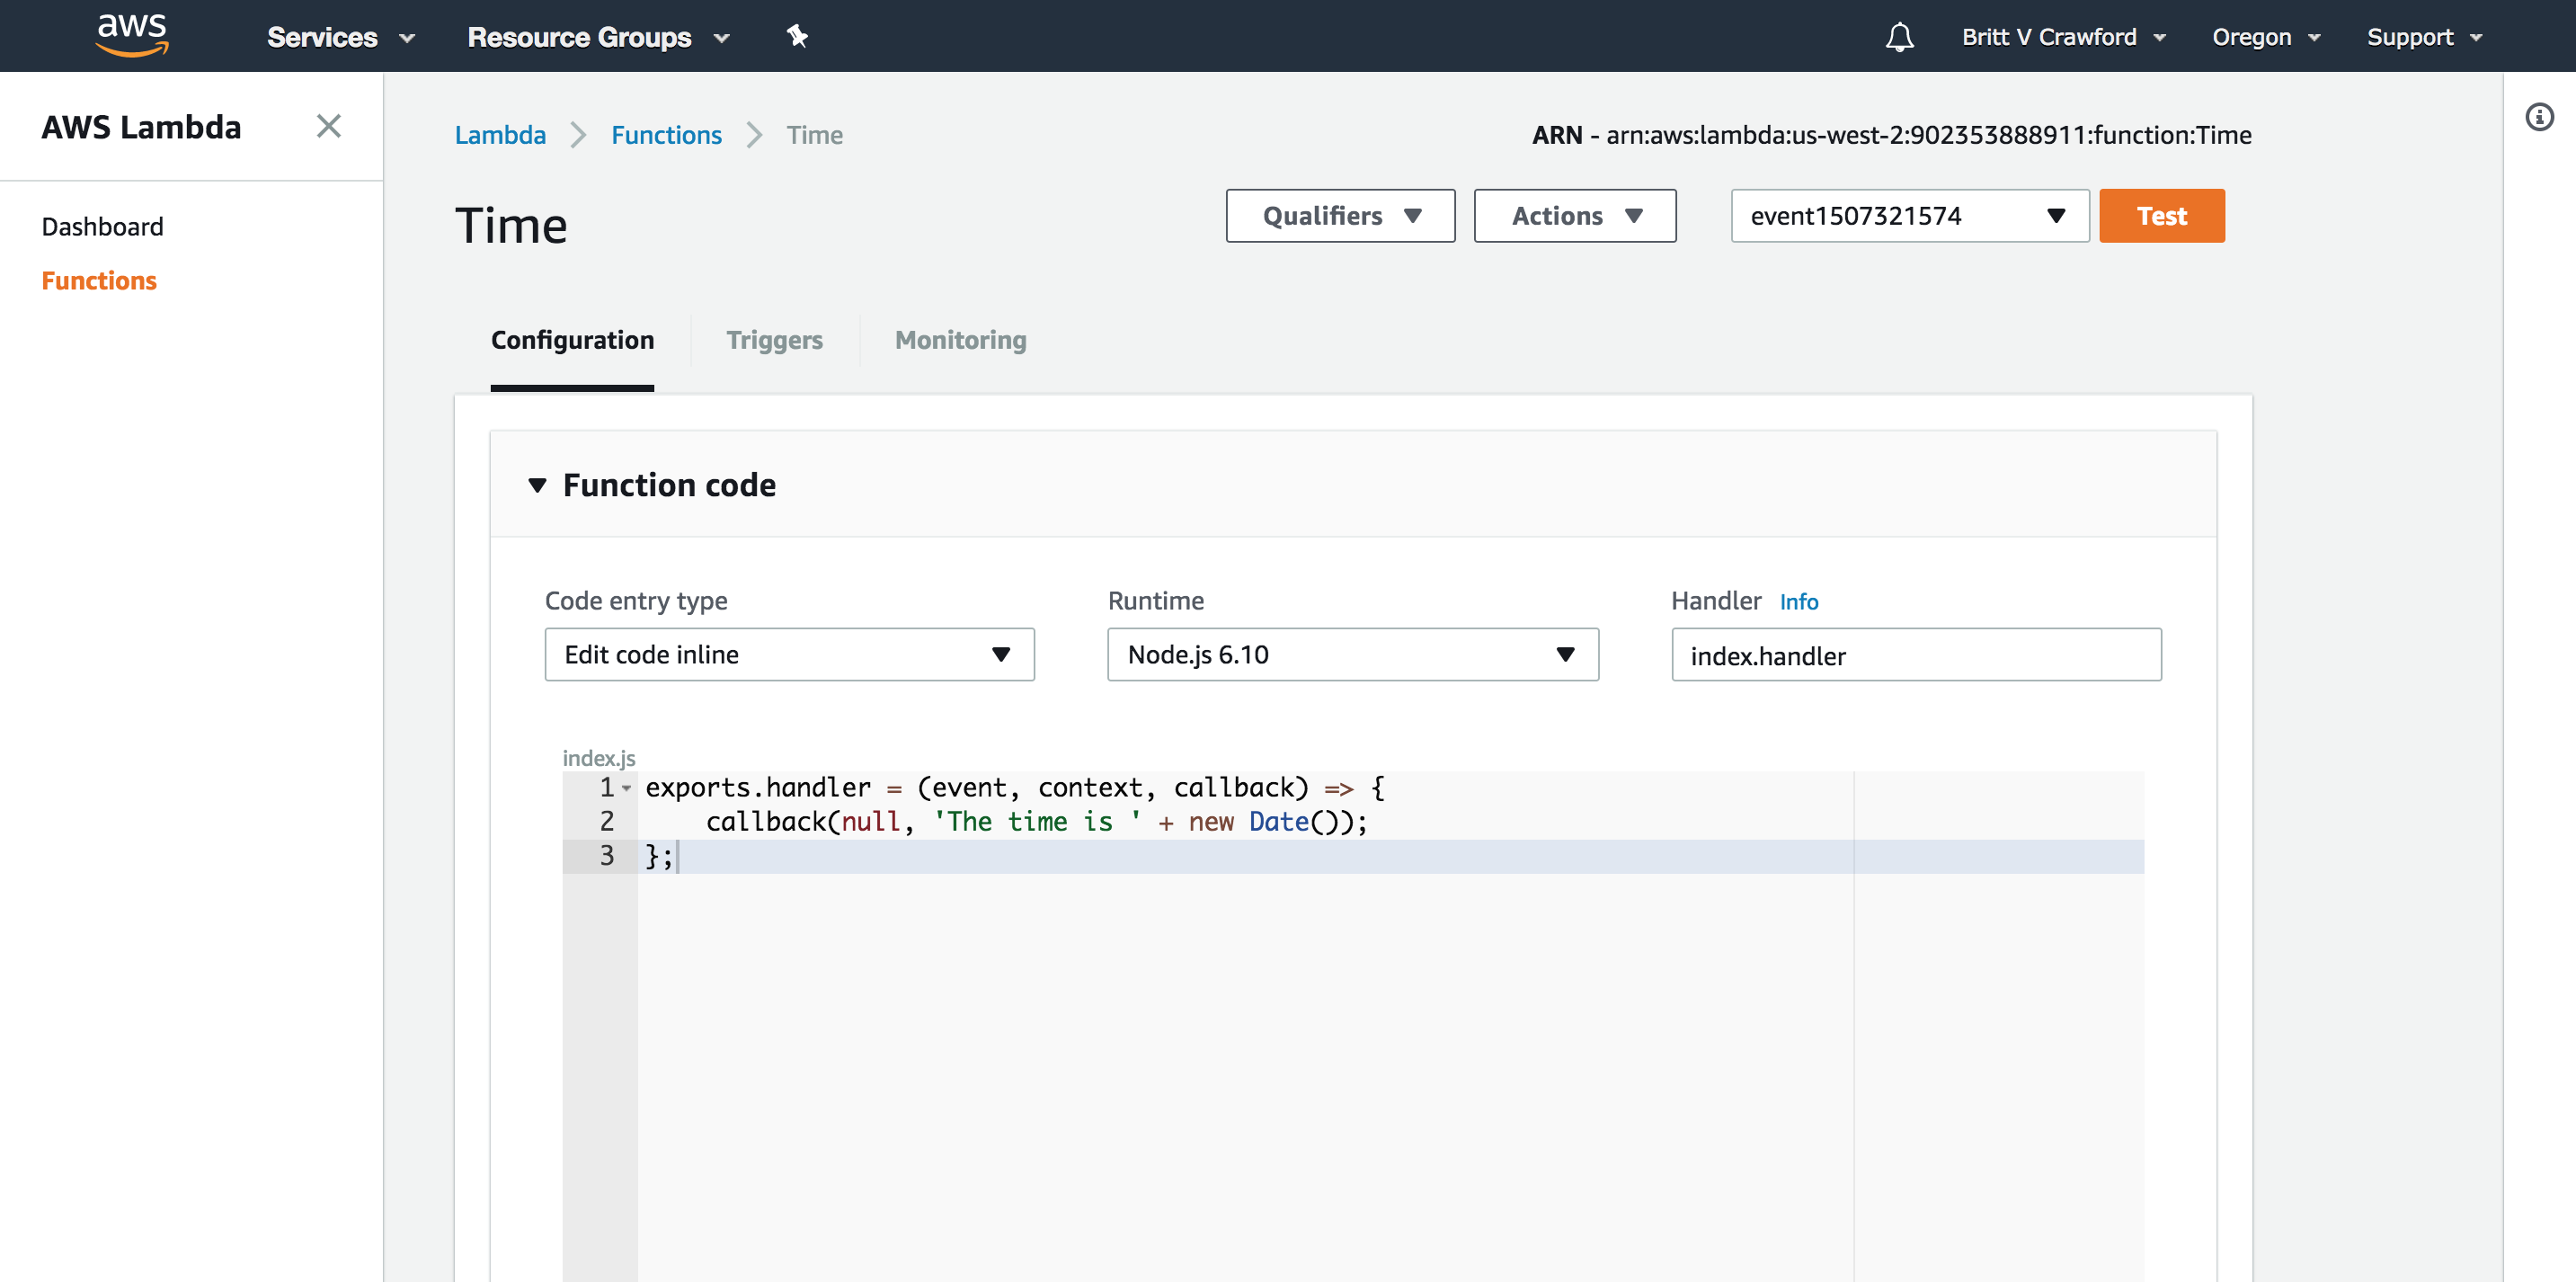 aws
Services
Resource Groups
Britt V Crawford
Oregon
Support
AWS Lambda
Dashboard
Functions
Lambda
Functions
Time
ARN - arn:aws:lambda:us-west-2:902353888911:function:Time
Time
Qualifiers
Actions
event1507321574
Test
Configuration
Triggers
Monitoring
Function code
Code entry type
Edit code inline
Runtime
Node.js 6.10
Handler Info
index.handler
index.js
1 exports.handler = (event, context, callback) => {
2 callback(null, 'The time is ' + new Date());
3 };